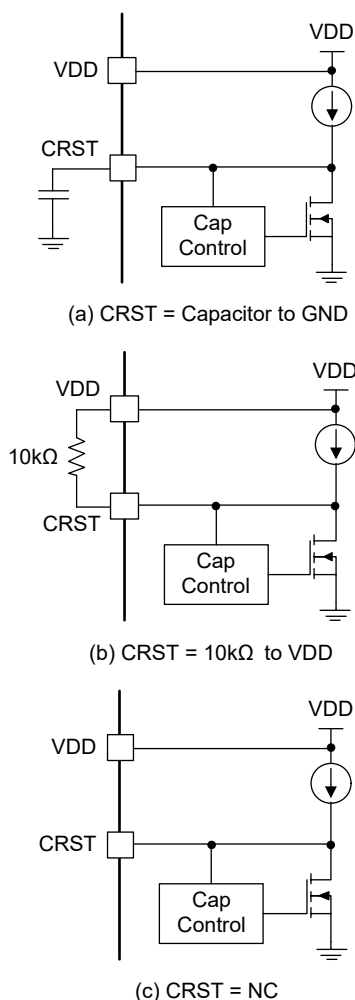 VDD
VDD
CRST
Cap
Control
(a) CRST = Capacitor to GND
VDD
VDD
10kΩ
CRST
Cap
Control
(b) CRST = 10kΩ to VDD
VDD
VDD
CRST
Cap
Control
(c) CRST = NC